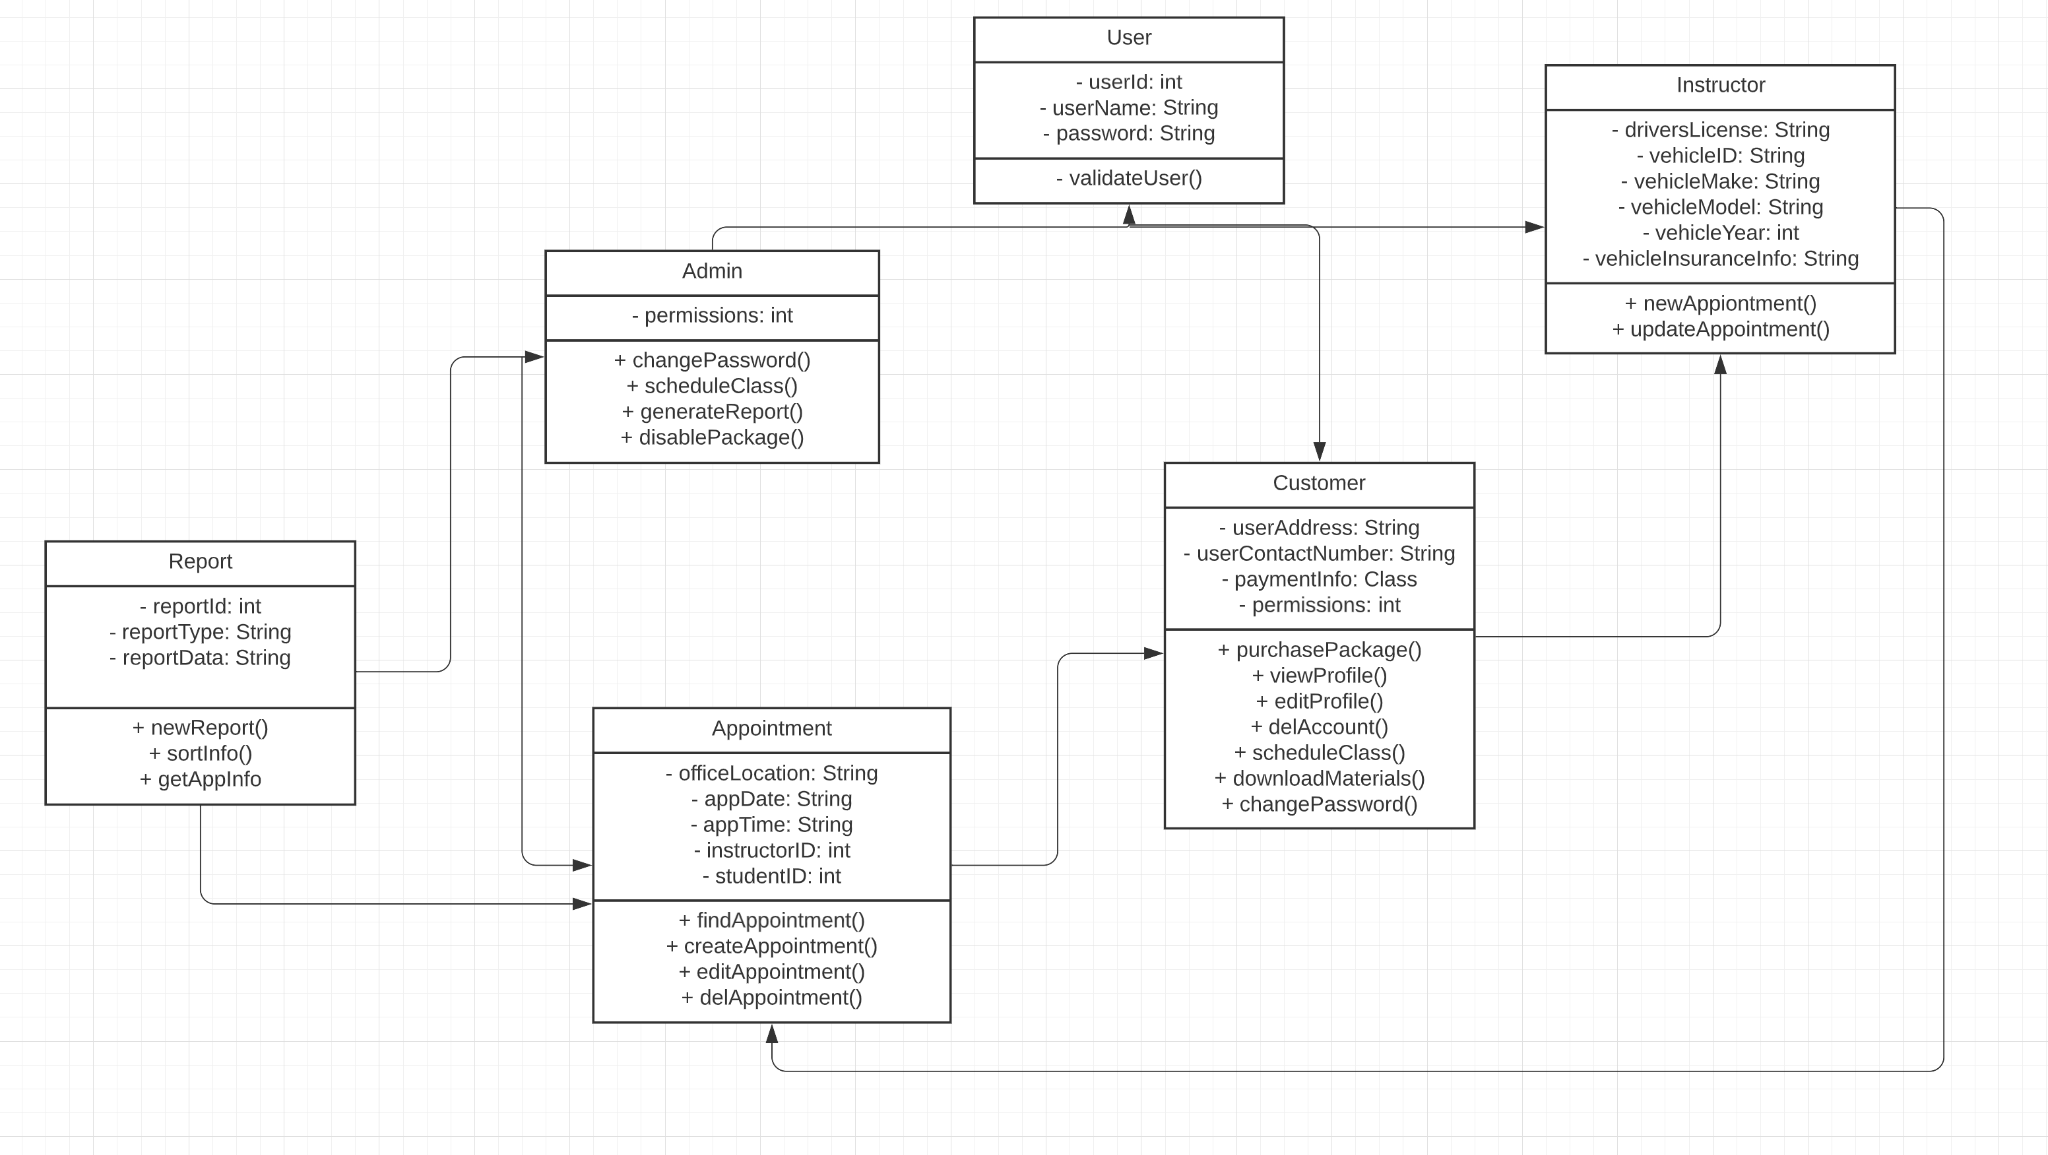 User
- userId: int
- userName: String
- password: String
- validateUser()
Instructor
- driversLicense: String
- vehicleID: String
- vehicleMake: String
- vehicleModel: String
- vehicleYear: int
- vehicleInsuranceInfo: String
+ newAppiontment()
+ updateAppointment()
Admin
- permissions: int
+ changePassword()
+ scheduleClass()
+ generateReport()
+ disablePackage()
Customer
- userAddress: String
- userContactNumber: String
- paymentInfo: Class
- permissions: int
+ purchasePackage()
+ viewProfile()
+ editProfile()
+ delAccount()
+ scheduleClass()
+ downloadMaterials()
+ changePassword()
Report
- reportId: int
- reportType: String
- reportData: String
+ newReport()
+ sortInfo()
+ getAppInfo
Appointment
- officeLocation: String
- appDate: String
- appTime: String
- instructorID: int
- studentID: int
+ findAppointment()
+ createAppointment()
+ editAppointment()
+ delAppointment()